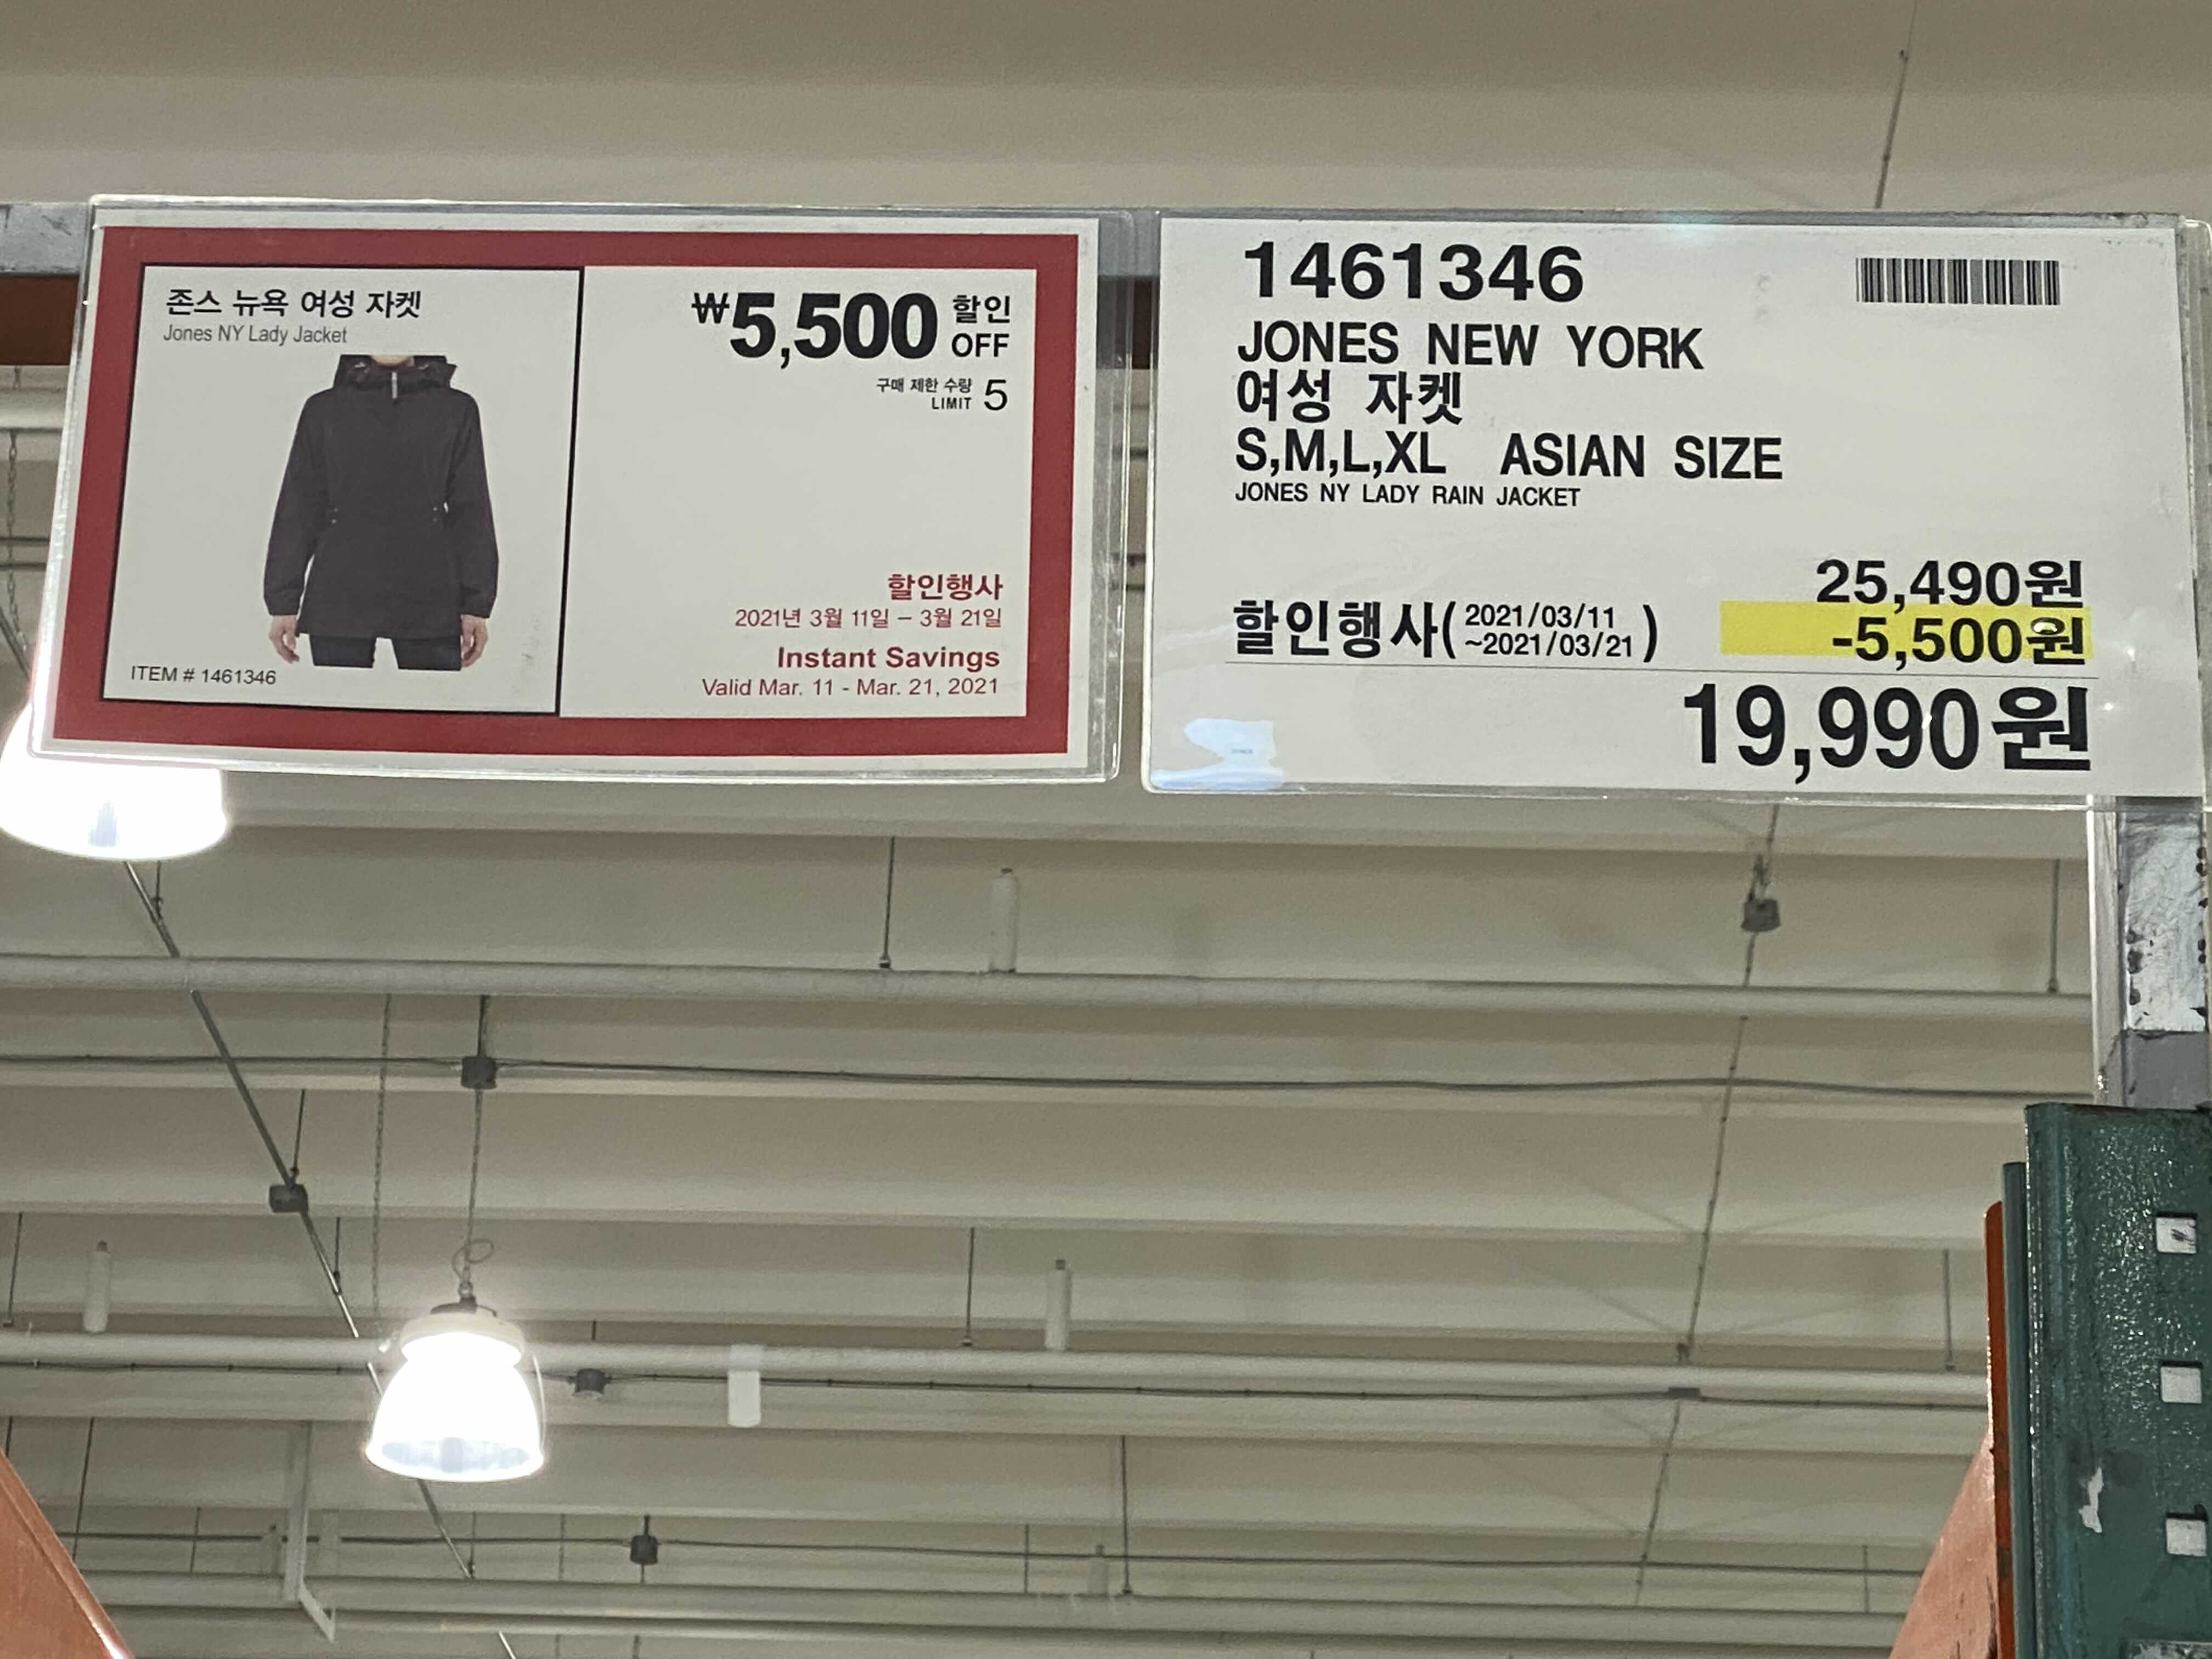 존스 뉴욕 여성 자켓
Jones NY Lady Jacket
ITEM # 1461346
₩5,500 할인
OFF
구매 제한 수량
LIMIT 5
할인행사
2021년 3월 11일 – 3월 21일
Instant Savings
Valid Mar. 11 - Mar. 21, 2021
1461346
JONES NEW YORK
여성 자켓
S,M,L,XL ASIAN SIZE
JONES NY LADY RAIN JACKET
25,490원
할인행사( 2021/03/11
~2021/03/21 ) -5,500원
19,990원